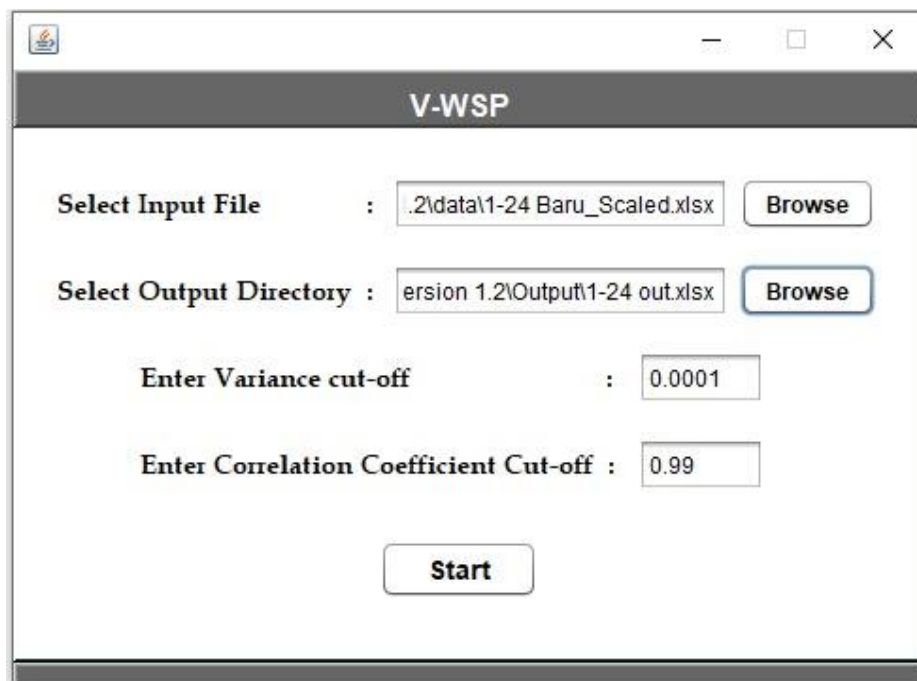 V-WSP
Select Input File : .2\data\1-24 Baru_Scaled.xlsx Browse
Select Output Directory : ersion 1.2\Output\1-24 out.xlsx Browse
Enter Variance cut-off : 0.0001
Enter Correlation Coefficient Cut-off : 0.99
Start